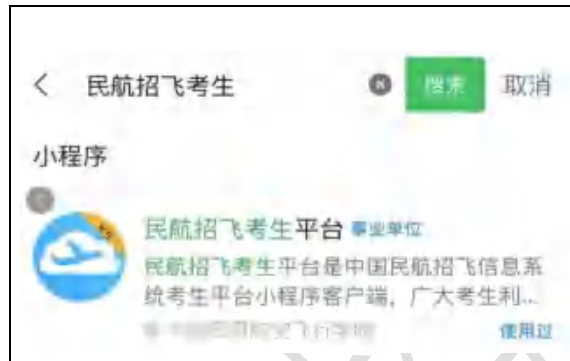 民航招飞考生
搜索 取消
小程序
民航招飞考生平台 事业单位
民航招飞考生平台是中国民航招飞信息系
统考生平台小程序客户端，广大考生利...
使用过